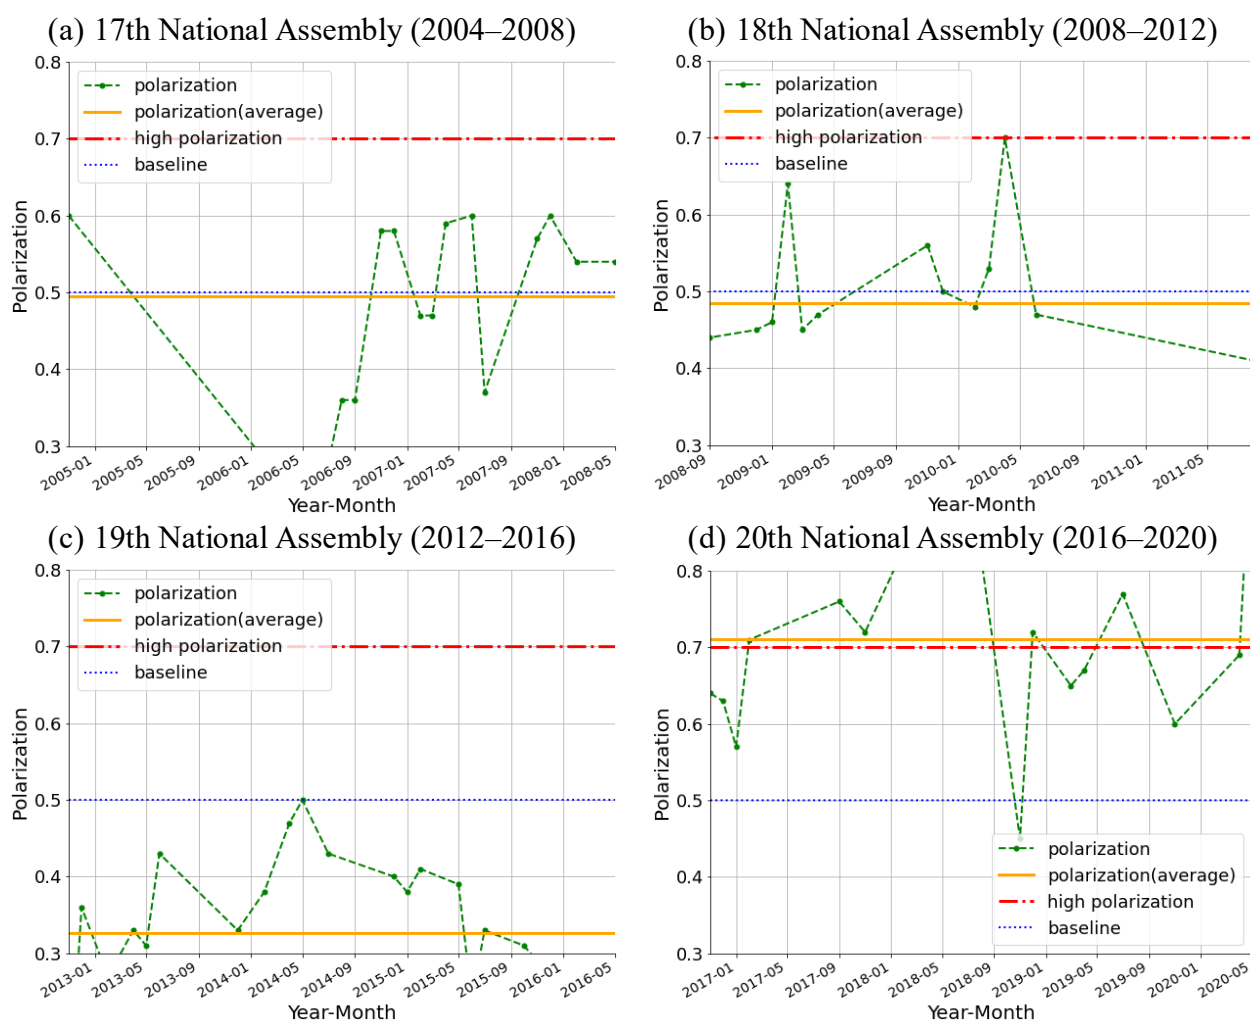 (a) 17th National Assembly (2004–2008)
0.8
0.7
0.6
0.5
0.4
0.3
Polarization
polarization
polarization(average)
high polarization
baseline
2005-01
2005-05
2005-09
2006-01
2006-05
2006-09
2007-01
2007-05
2007-09
2008-01
2008-05
Year-Month
(b) 18th National Assembly (2008–2012)
0.8
0.7
0.6
0.5
0.4
0.3
Polarization
polarization
polarization(average)
high polarization
baseline
2008-09
2009-01
2009-05
2009-09
2010-01
2010-05
2010-09
2011-01
2011-05
Year-Month
(c) 19th National Assembly (2012–2016)
0.8
0.7
0.6
0.5
0.4
0.3
Polarization
polarization
polarization(average)
high polarization
baseline
2013-01
2013-05
2013-09
2014-01
2014-05
2014-09
2015-01
2015-05
2015-09
2016-01
2016-05
Year-Month
(d) 20th National Assembly (2016–2020)
0.8
0.7
0.6
0.5
0.4
0.3
Polarization
polarization
polarization(average)
high polarization
baseline
2017-01
2017-05
2017-09
2018-01
2018-05
2018-09
2019-01
2019-05
2019-09
2020-01
2020-05
Year-Month